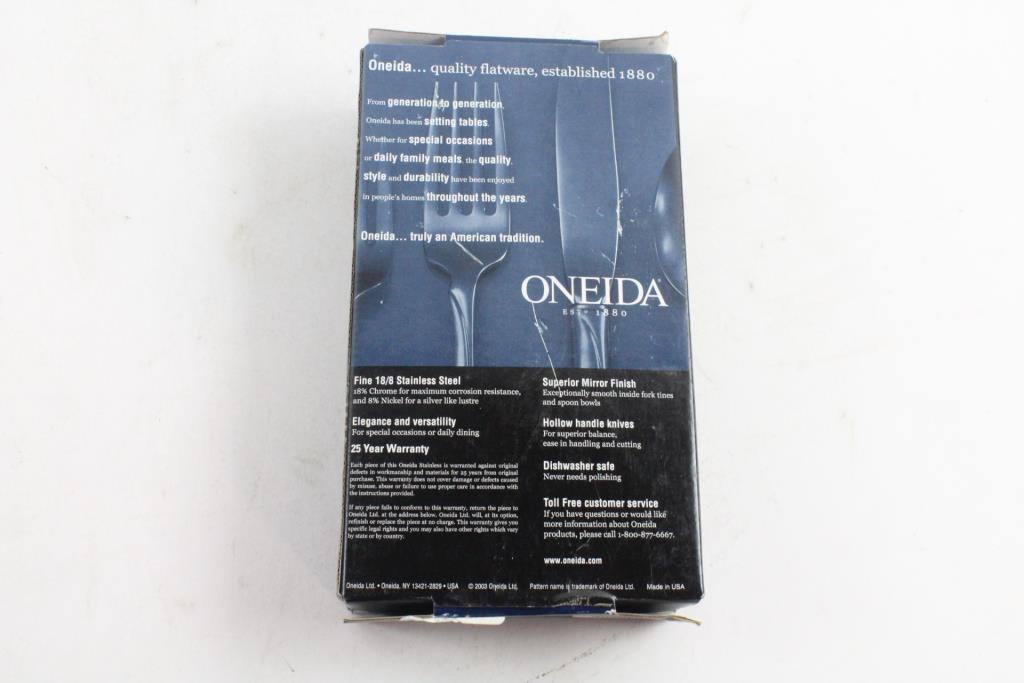 Oneida... quality flatware, established 1880
From generation to generation,
Oneida has been setting tables.
Whether for special occasions
or daily family meals, the quality,
style and durability have been enjoyed
in people's homes throughout the years.
Oneida... truly an American tradition.
ONEIDA
EST. 1880
Fine 18/8 Stainless Steel
18% Chrome for maximum corrosion resistance,
and 8% Nickel for a silver like lustre
Elegance and versatility
For special occasions or daily dining
25 Year Warranty
Each piece of this Oneida Stainless is warranted against original
defects in workmanship and materials for 25 years from original
purchase. This warranty does not cover damage or defects caused
by misuse, abuse or failure to use proper care in accordance with
the instructions provided.
If any piece fails to conform to this warranty, return the piece to
Oneida Ltd. at the address below. Oneida Ltd. will, at its option,
refinish or replace the piece at no charge. This warranty gives you
specific legal rights and you may also have other rights which vary
by state or by country.
Superior Mirror Finish
Exceptionally smooth inside fork tines
and spoon bowls
Hollow handle knives
For superior balance,
ease in handling and cutting
Dishwasher safe
Never needs polishing
Toll Free customer service
If you have questions or would like
more information about Oneida
products, please call 1-800-877-6667.
www.oneida.com
Oneida Ltd. • Oneida, NY 13421-2829 • USA © 2003 Oneida Ltd. Pattern name is trademark of Oneida Ltd. Made in USA